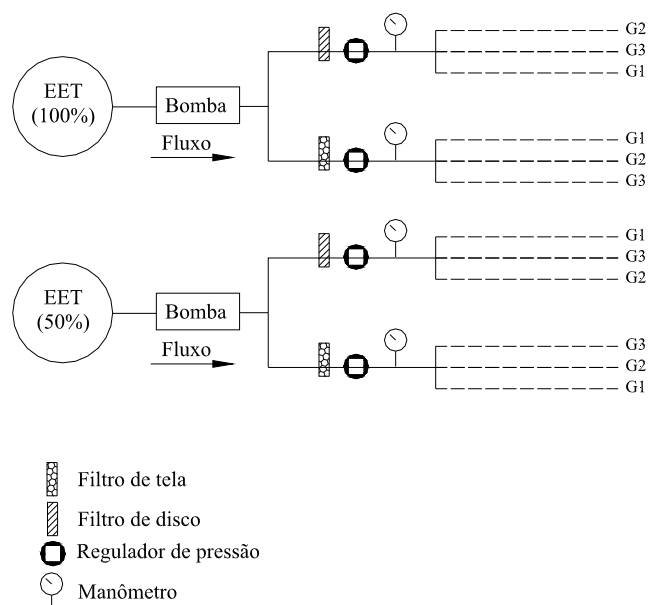 G2
G3
G1
EET
(100%)
Bomba
Fluxo
G1
G2
G3
G1
G3
G2
EET
(50%)
Bomba
Fluxo
G3
G2
G1
Filtro de tela
Filtro de disco
Regulador de pressão
Manômetro